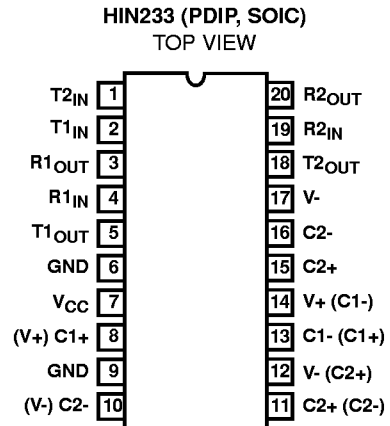 HIN233 (PDIP, SOIC)
TOP VIEW
T2IN 1 20 R2OUT
T1IN 2 19 R2IN
R1OUT 3 18 T2OUT
R1IN 4 17 V-
T1OUT 5 16 C2-
GND 6 15 C2+
VCC 7 14 V+ (C1-)
(V+) C1+ 8 13 C1- (C1+)
GND 9 12 V- (C2+)
(V-) C2- 10 11 C2+ (C2-)